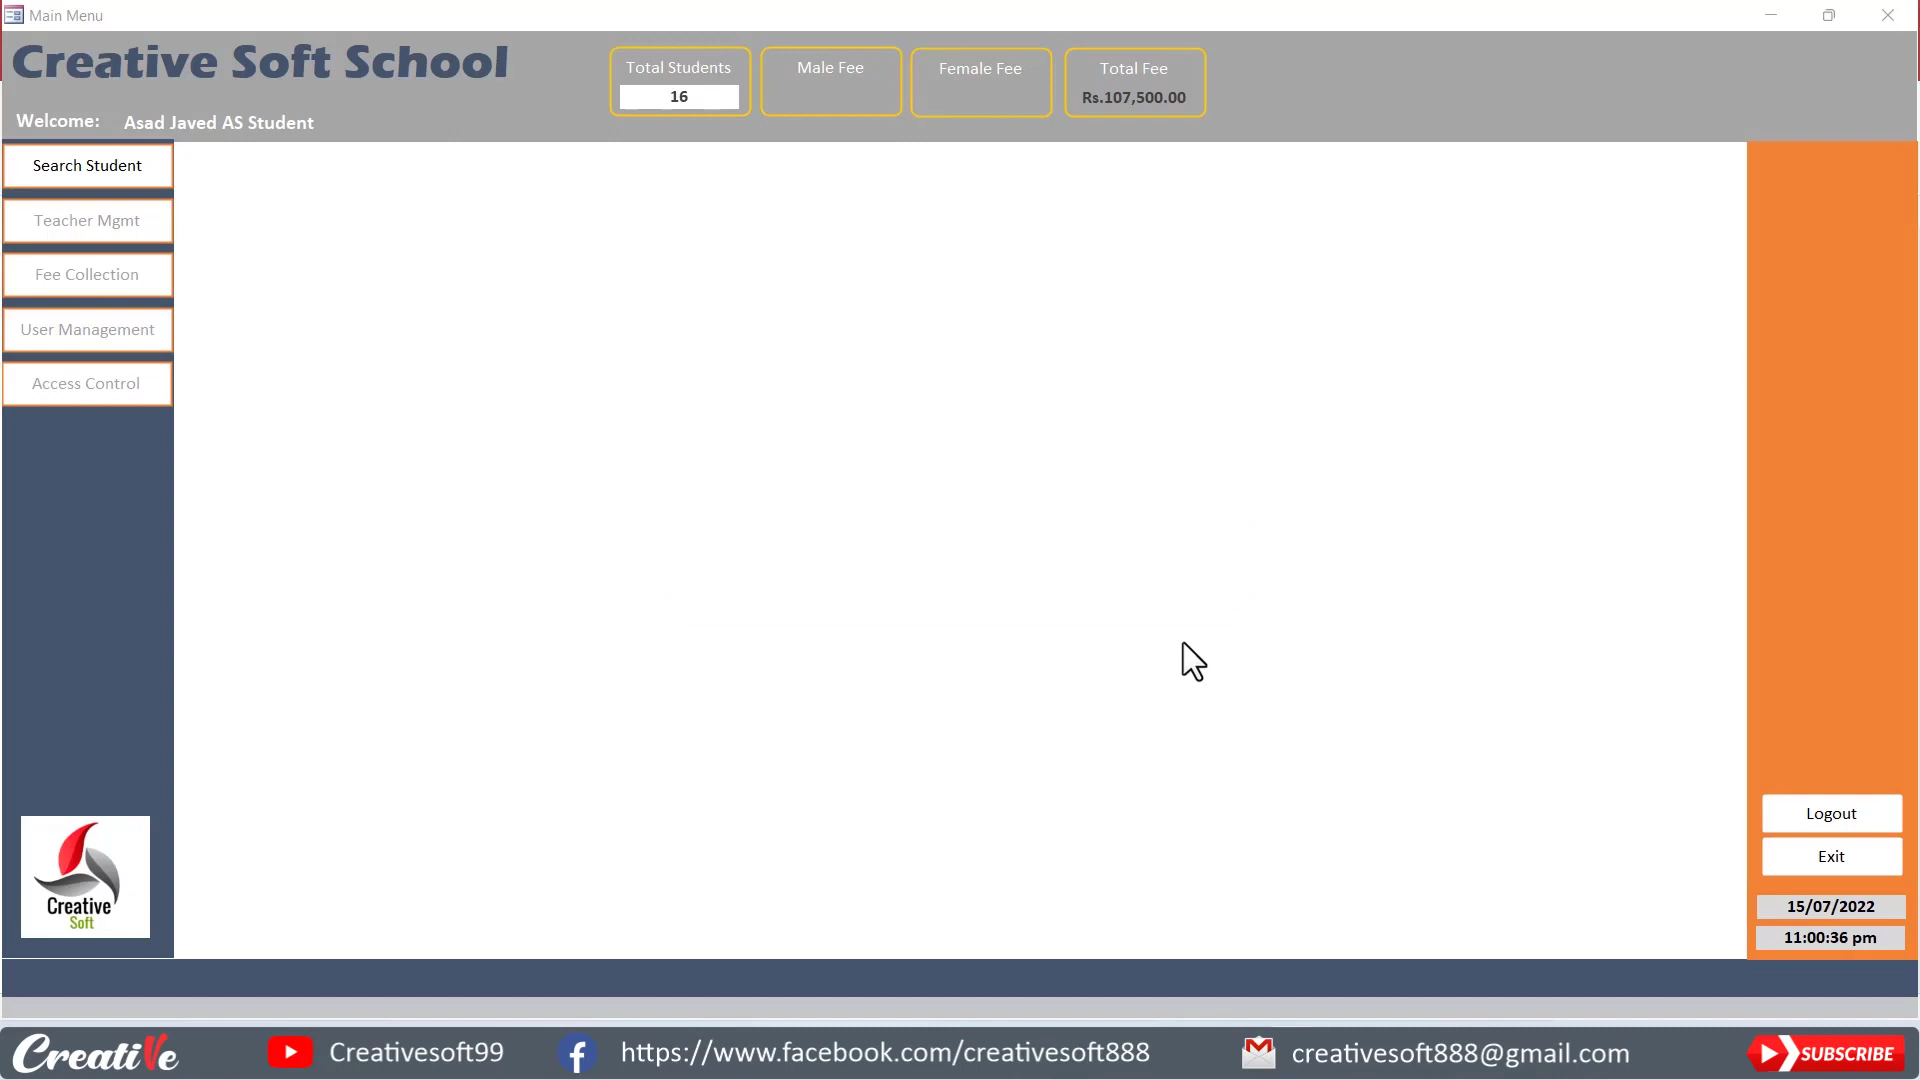 Main Menu
Creative Soft School
Total Students
16
Male Fee
Female Fee
Total Fee
Rs.107,500.00
Welcome: Asad Javed AS Student
Search Student
Teacher Mgmt
Fee Collection
User Management
Access Control
Creative
Soft
Logout
Exit
15/07/2022
11:00:36 pm
CreatiVe
Creativesoft99
https://www.facebook.com/creativesoft888
creativesoft888@gmail.com
SUBSCRIBE